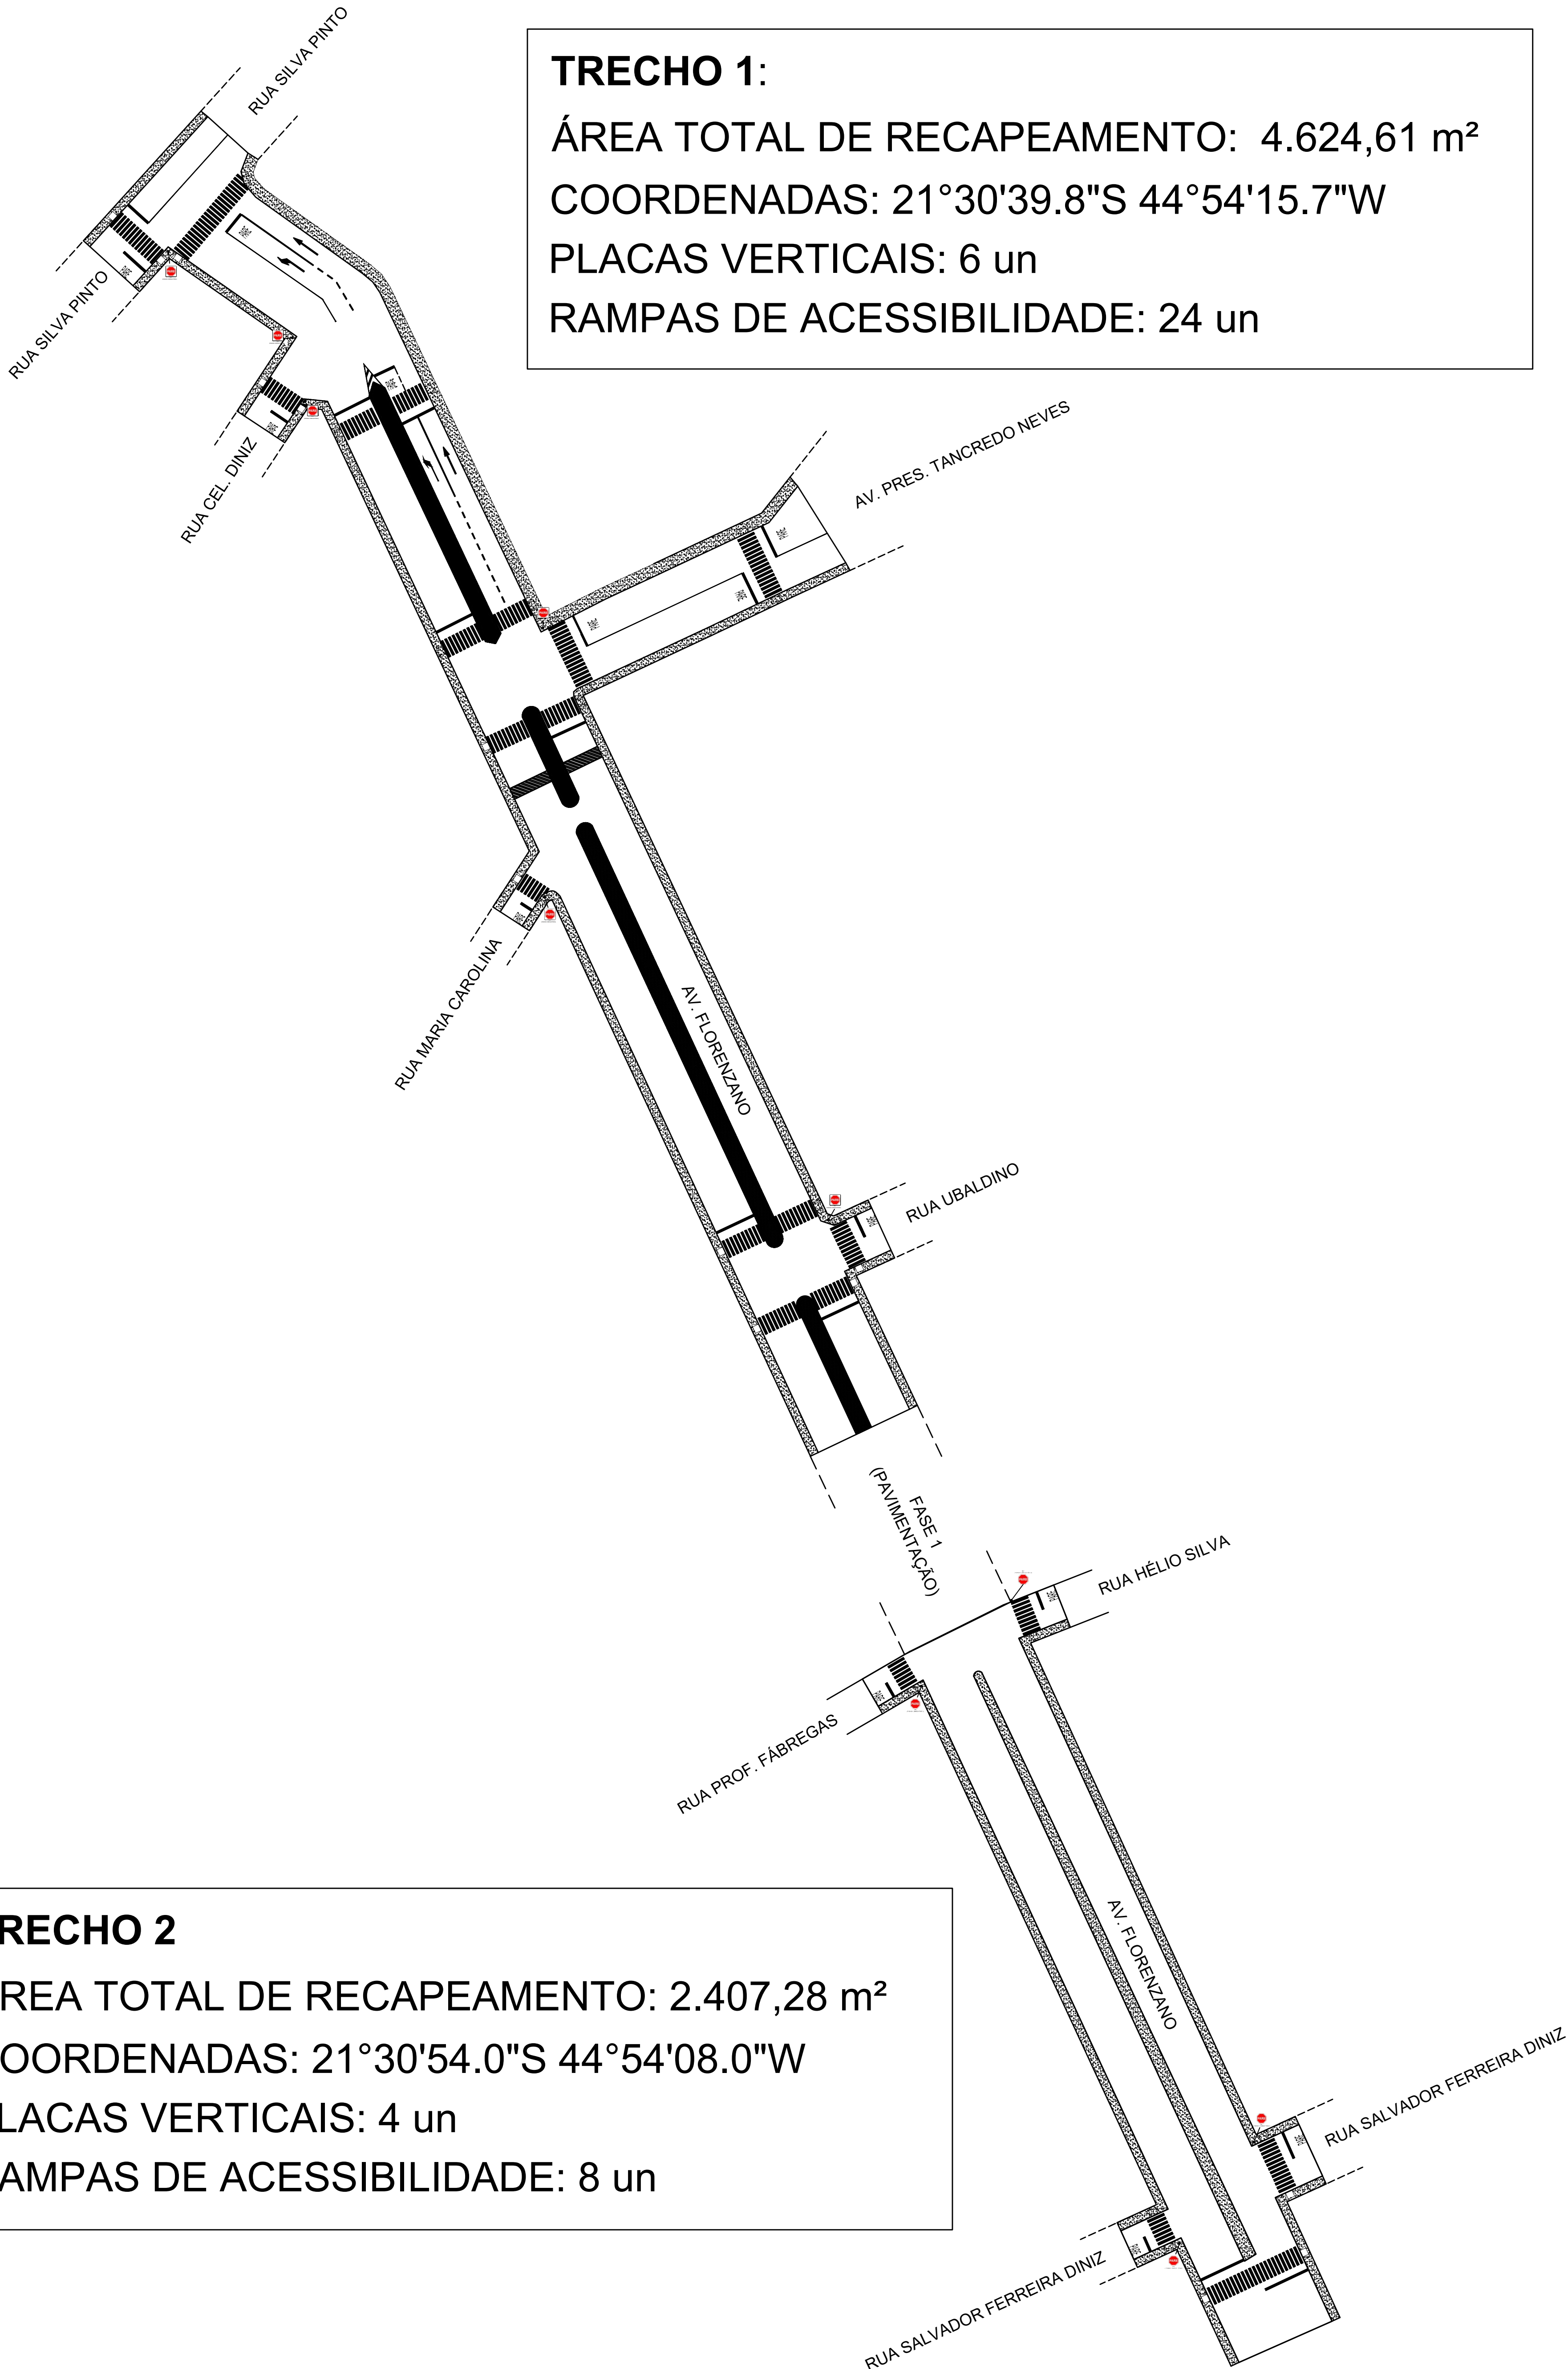 RUA SILVA PINTO
TRECHO 1:
ÁREA TOTAL DE RECAPEAMENTO: 4.624,61 m²
COORDENADAS: 21°30'39.8"S 44°54'15.7"W
PLACAS VERTICAIS: 6 un
RAMPAS DE ACESSIBILIDADE: 24 un
RUA SILVA PINTO
RUA CEL. DINIZ
AV. PRES. TANCREDO NEVES
RUA MARIA CAROLINA
AV. FLORENZANO
RUA UBALDINO
FASE 1
(PAVIMENTAÇÃO)
RUA HÉLIO SILVA
RUA PROF. FÁBREGAS
RECHO 2
REA TOTAL DE RECAPEAMENTO: 2.407,28 m²
OORDENADAS: 21°30'54.0"S 44°54'08.0"W
LACAS VERTICAIS: 4 un
AMPAS DE ACESSIBILIDADE: 8 un
AV. FLORENZANO
RUA SALVADOR FERREIRA DINIZ
RUA SALVADOR FERREIRA DINIZ